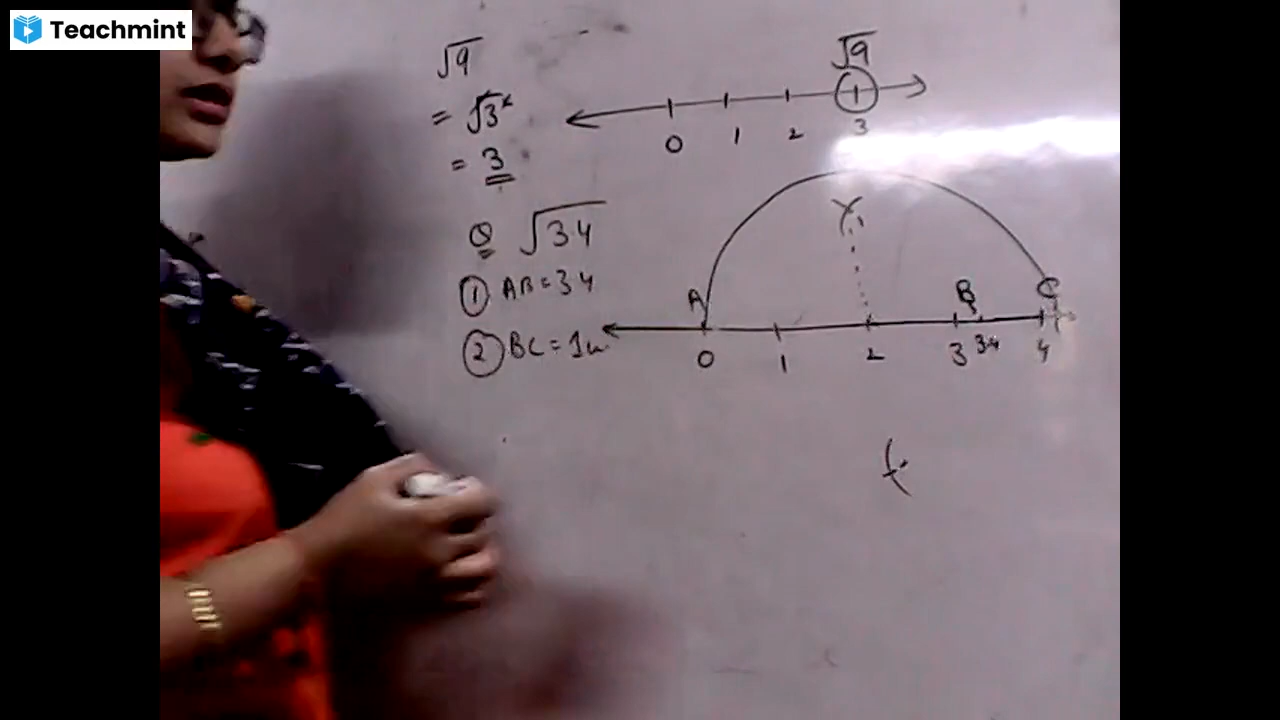 Teachmint
√9
= √3²
= 3
√9
0 1 2 3
Q √3.4
① AB = 3.4
② BC = 1u
A B C
0 1 2 3 3.4 4